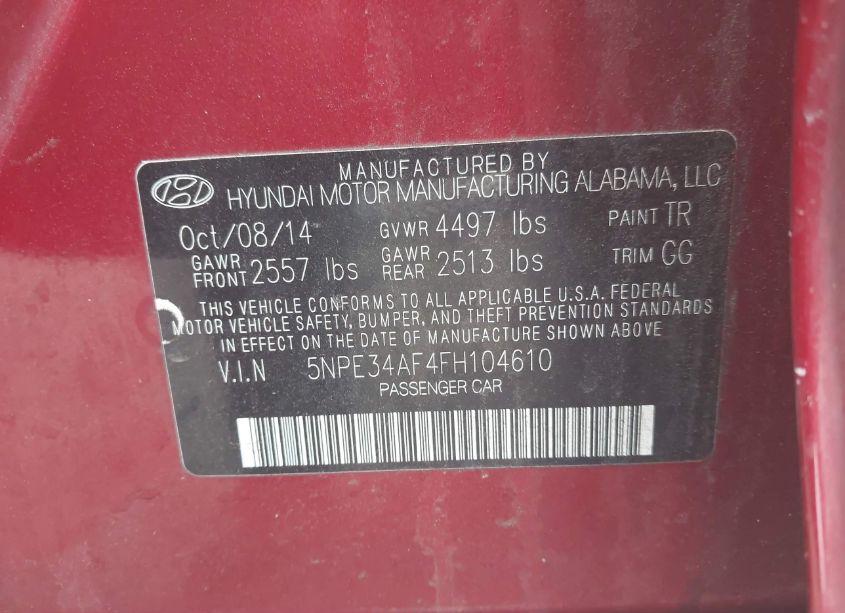 MANUFACTURED BY
HYUNDAI MOTOR MANUFACTURING ALABAMA, LLC
Oct/08/14 GVWR 4497 lbs PAINT TR
GAWR FRONT 2557 lbs GAWR REAR 2513 lbs TRIM GG
THIS VEHICLE CONFORMS TO ALL APPLICABLE U.S.A. FEDERAL
MOTOR VEHICLE SAFETY, BUMPER, AND THEFT PREVENTION STANDARDS
IN EFFECT ON THE DATE OF MANUFACTURE SHOWN ABOVE
V.I.N 5NPE34AF4FH104610
PASSENGER CAR